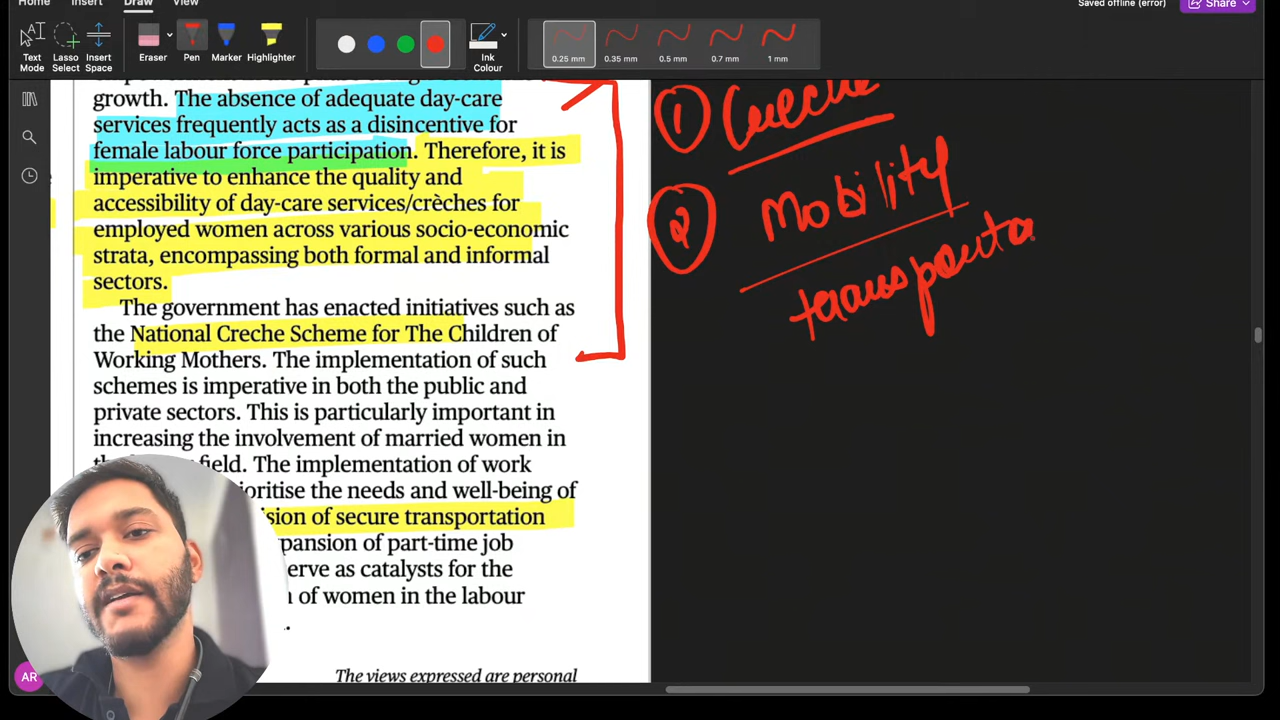 Home Insert Draw View Saved offline (error) Share
Text Mode Lasso Select Insert Space Eraser Pen Marker Highlighter Ink Colour 0.25 mm 0.35 mm 0.5 mm 0.7 mm 1 mm
growth. The absence of adequate day-care
services frequently acts as a disincentive for
female labour force participation. Therefore, it is
imperative to enhance the quality and
accessibility of day-care services/crèches for
employed women across various socio-economic
strata, encompassing both formal and informal
sectors.
The government has enacted initiatives such as
the National Creche Scheme for The Children of
Working Mothers. The implementation of such
schemes is imperative in both the public and
private sectors. This is particularly important in
increasing the involvement of married women in
field. The implementation of work
oritise the needs and well-being of
ision of secure transportation
pansion of part-time job
erve as catalysts for the
of women in the labour
.
The views expressed are personal
AR
① Creche
② Mobility
transporta